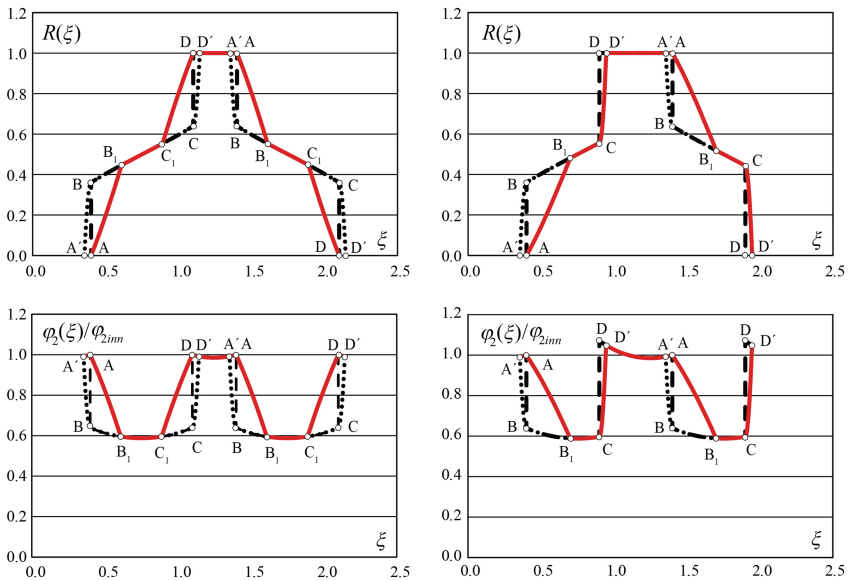 1.2
R(ξ)
D D′ A′ A
1.0
0.8
C B
0.6
B₁ C₁ B₁ C₁
0.4
B C
0.2
A′ A D D′
0.0
ξ
0.0 0.5 1.0 1.5 2.0 2.5
1.2
R(ξ)
D D′ A′ A
1.0
0.8
B
0.6
B₁ C B₁ C
0.4
B
0.2
A′ A D D′
0.0
ξ
0.0 0.5 1.0 1.5 2.0 2.5
1.2
φ₂(ξ)/φ₂inn
1.0
A′ A D D′ A′ A D D′
0.8
B C B C
0.6
B₁ C₁ B₁ C₁
0.4
0.2
0.0
ξ
0.0 0.5 1.0 1.5 2.0 2.5
1.2
φ₂(ξ)/φ₂inn
D D′ A′ A D D′
1.0
A′ A
0.8
B B
0.6
B₁ C B₁ C
0.4
0.2
0.0
ξ
0.0 0.5 1.0 1.5 2.0 2.5